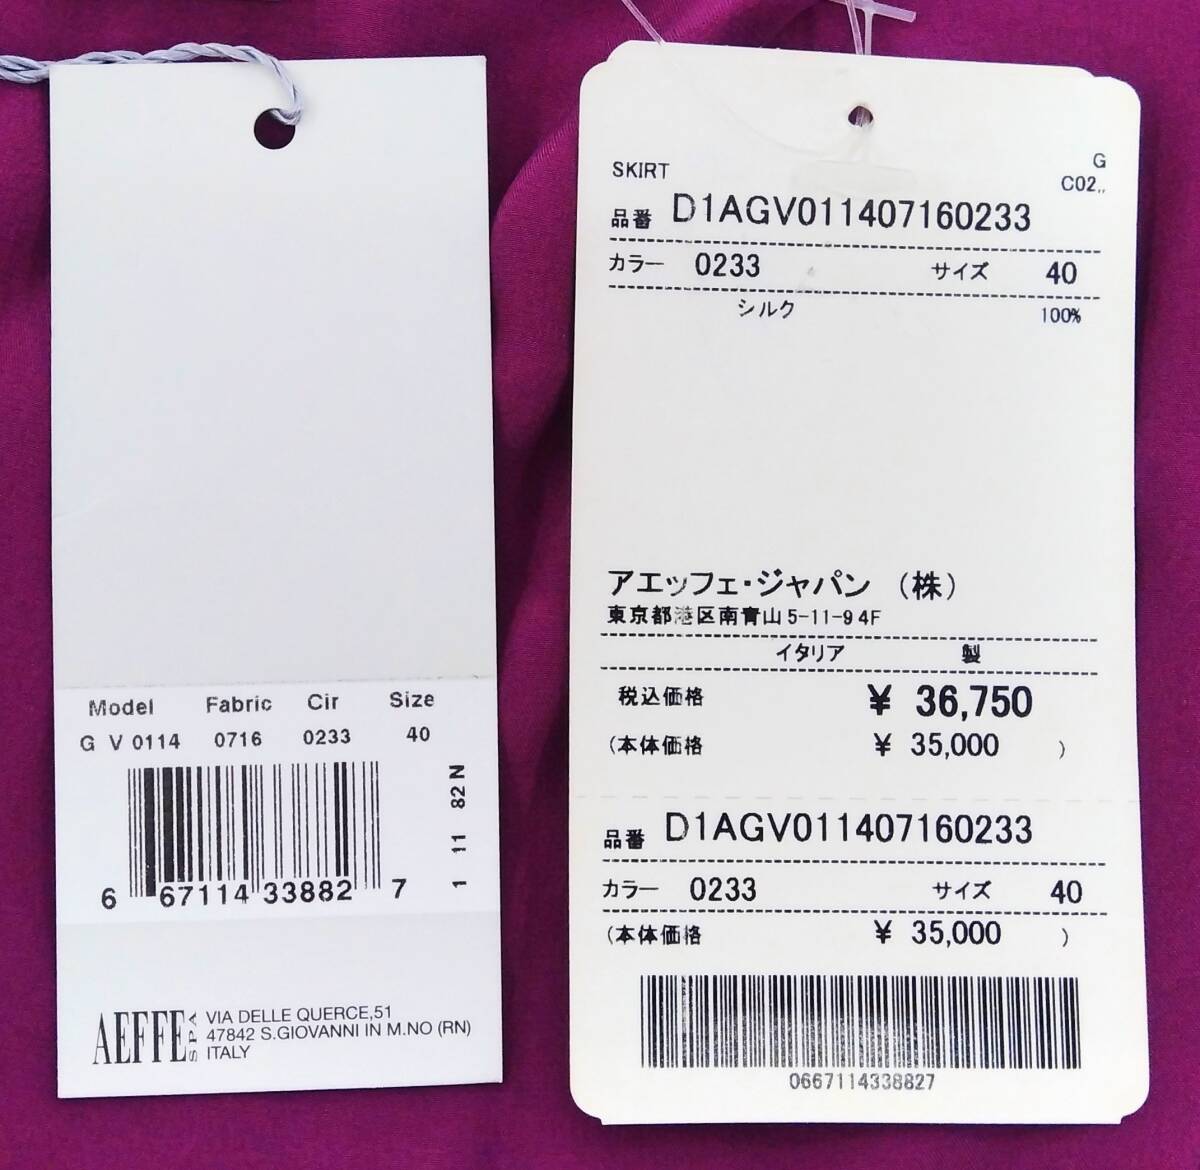 Model Fabric Cir Size
G V 0114 0716 0233 40
6 67114 33882 7
1 11 82 N
AEFFE SPA
VIA DELLE QUERCE,51
47842 S.GIOVANNI IN M.NO (RN)
ITALY
SKIRT G
C02,,
品番 D1AGV011407160233
カラー 0233 サイズ 40
シルク 100%
アエッフェ・ジャパン (株)
東京都港区南青山5-11-9 4F
イタリア 製
税込価格 ¥ 36,750
(本体価格 ¥ 35,000 )
品番 D1AGV011407160233
カラー 0233 サイズ 40
(本体価格 ¥ 35,000 )
0667114338827